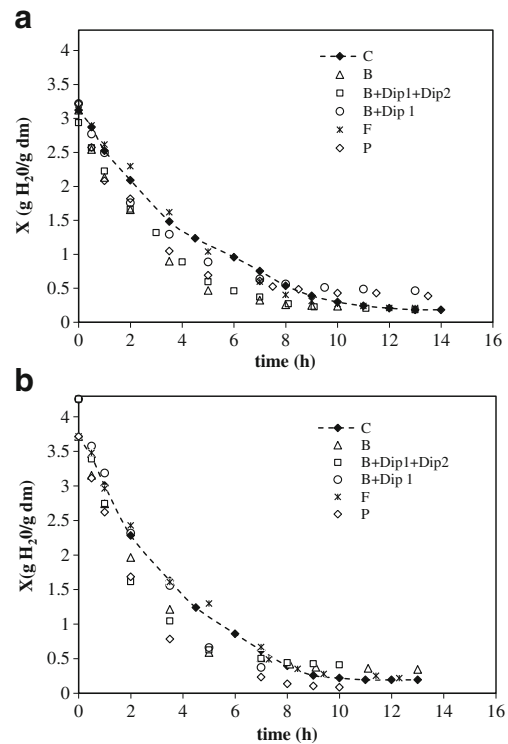 a
4
3.5
3
2.5
2
1.5
1
0.5
0
X (g H₂0/g dm)
C
B
B+Dip1+Dip2
B+Dip 1
F
P
0 2 4 6 8 10 12 14 16
time (h)
b
4
3.5
3
2.5
2
1.5
1
0.5
0
X(g H₂0/g dm)
C
B
B+Dip1+Dip2
B+Dip 1
F
P
0 2 4 6 8 10 12 14 16
time (h)